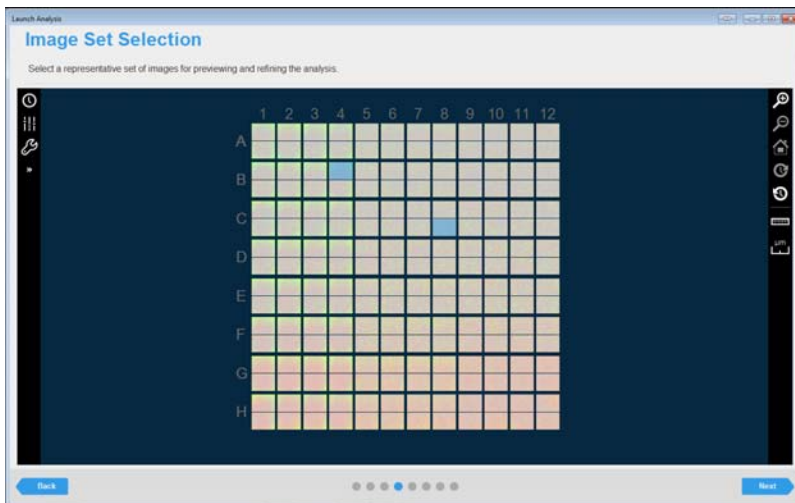 Launch Analysis
Image Set Selection
Select a representative set of images for previewing and refining the analysis.
1 2 3 4 5 6 7 8 9 10 11 12
A
B
C
D
E
F
G
H
µm
Back
Next